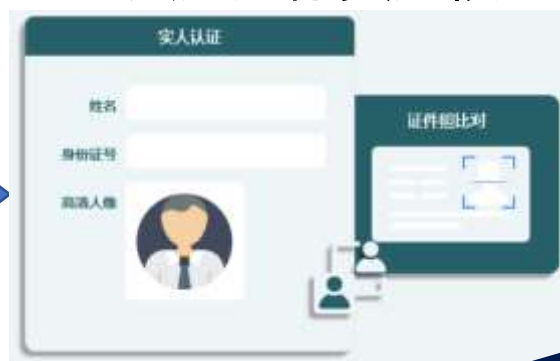 实人认证
姓名
身份证号
高清人像
证件照比对